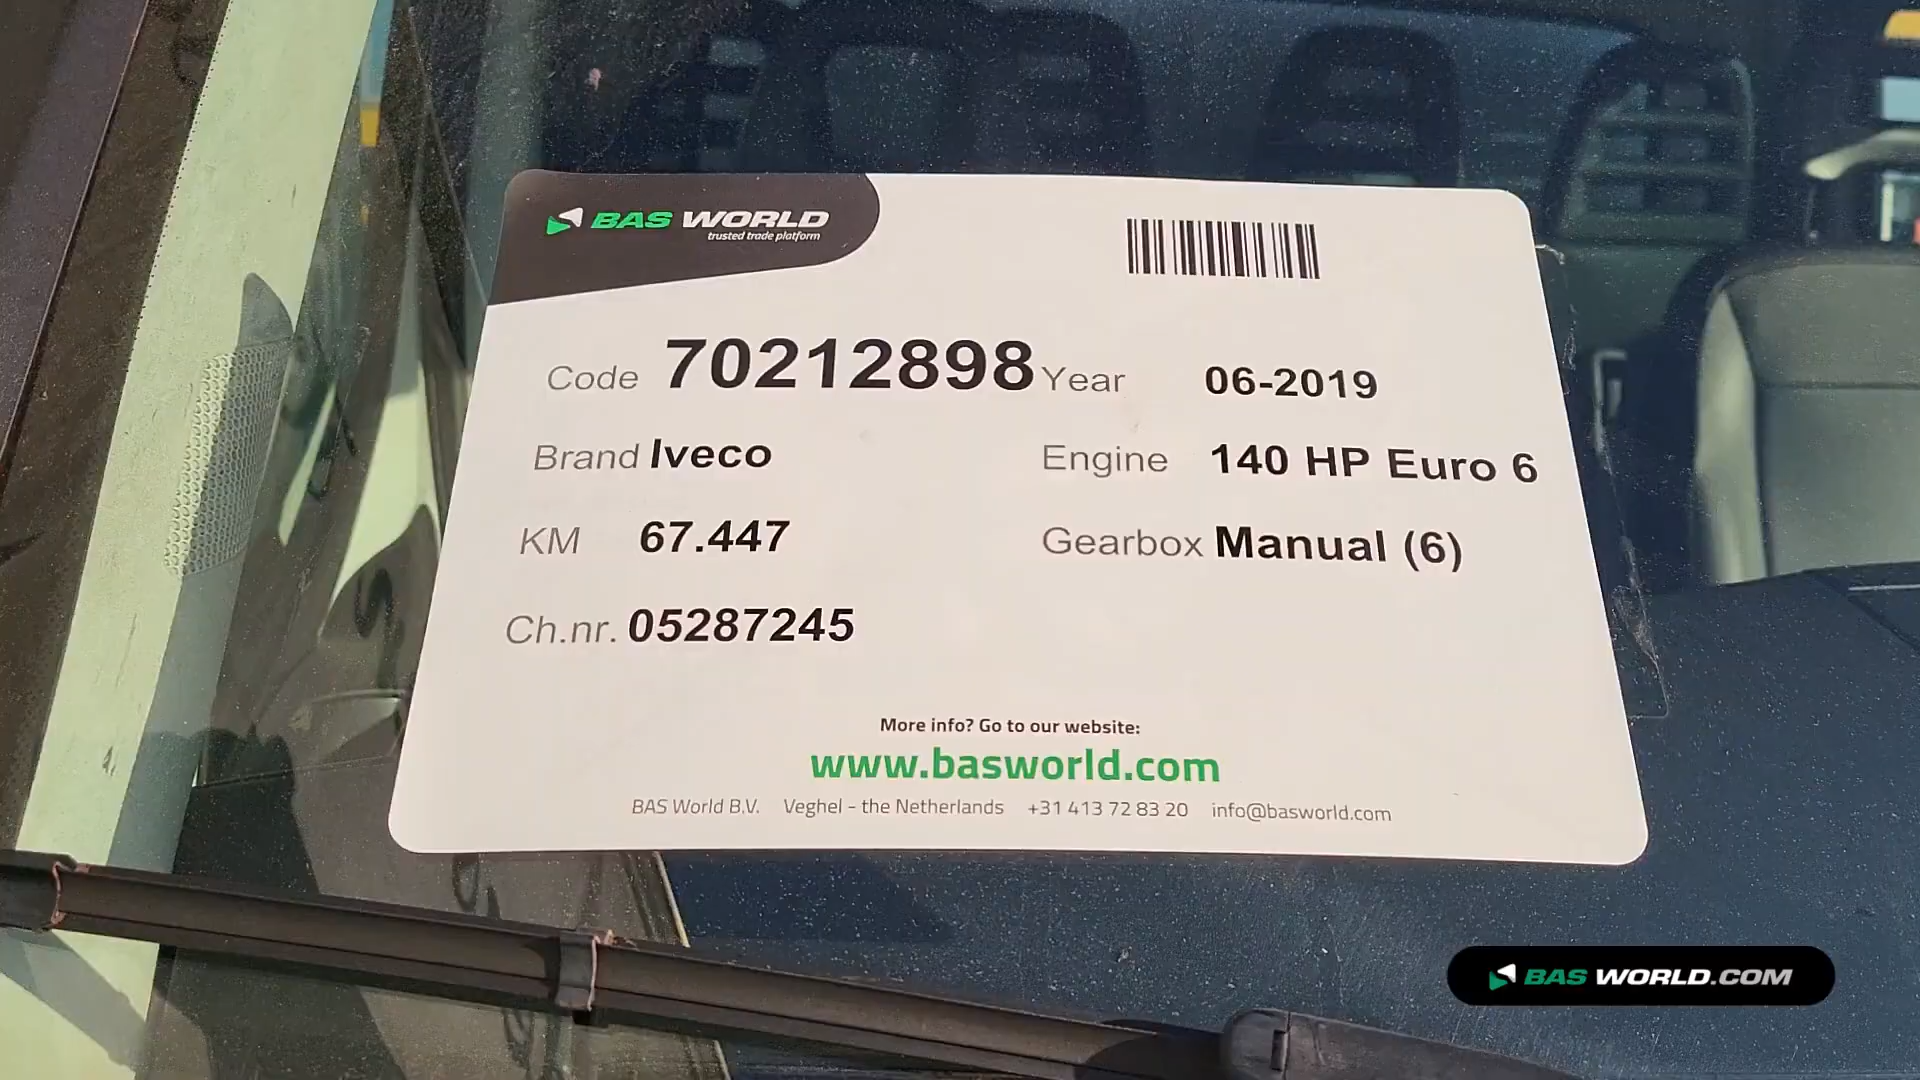 BAS WORLD
trusted trade platform
Code 70212898 Year 06-2019
Brand Iveco Engine 140 HP Euro 6
KM 67.447 Gearbox Manual (6)
Ch.nr. 05287245
More info? Go to our website:
www.basworld.com
BAS World B.V. Veghel - the Netherlands +31 413 72 83 20 info@basworld.com
BAS WORLD.COM